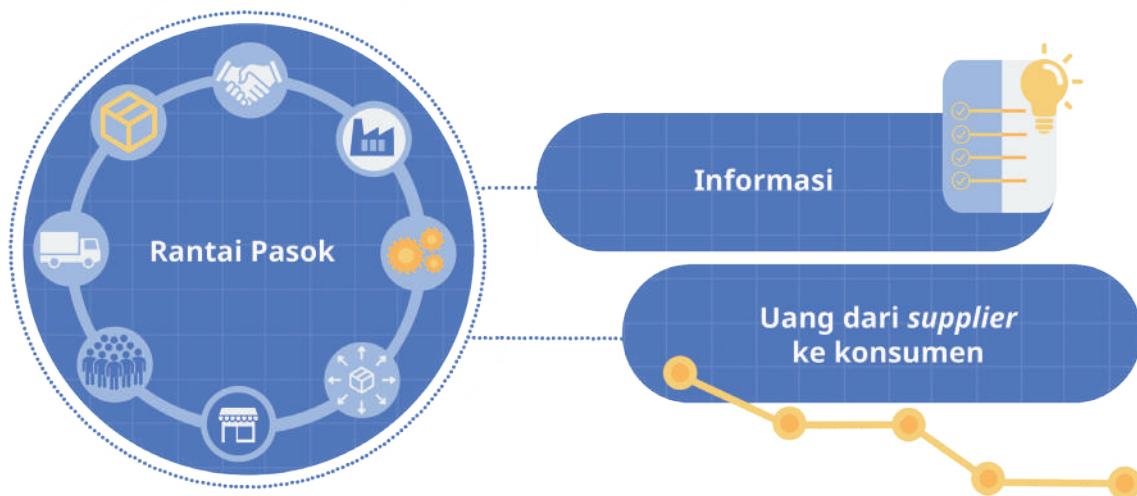 Rantai Pasok
Informasi
Uang dari supplier
ke konsumen